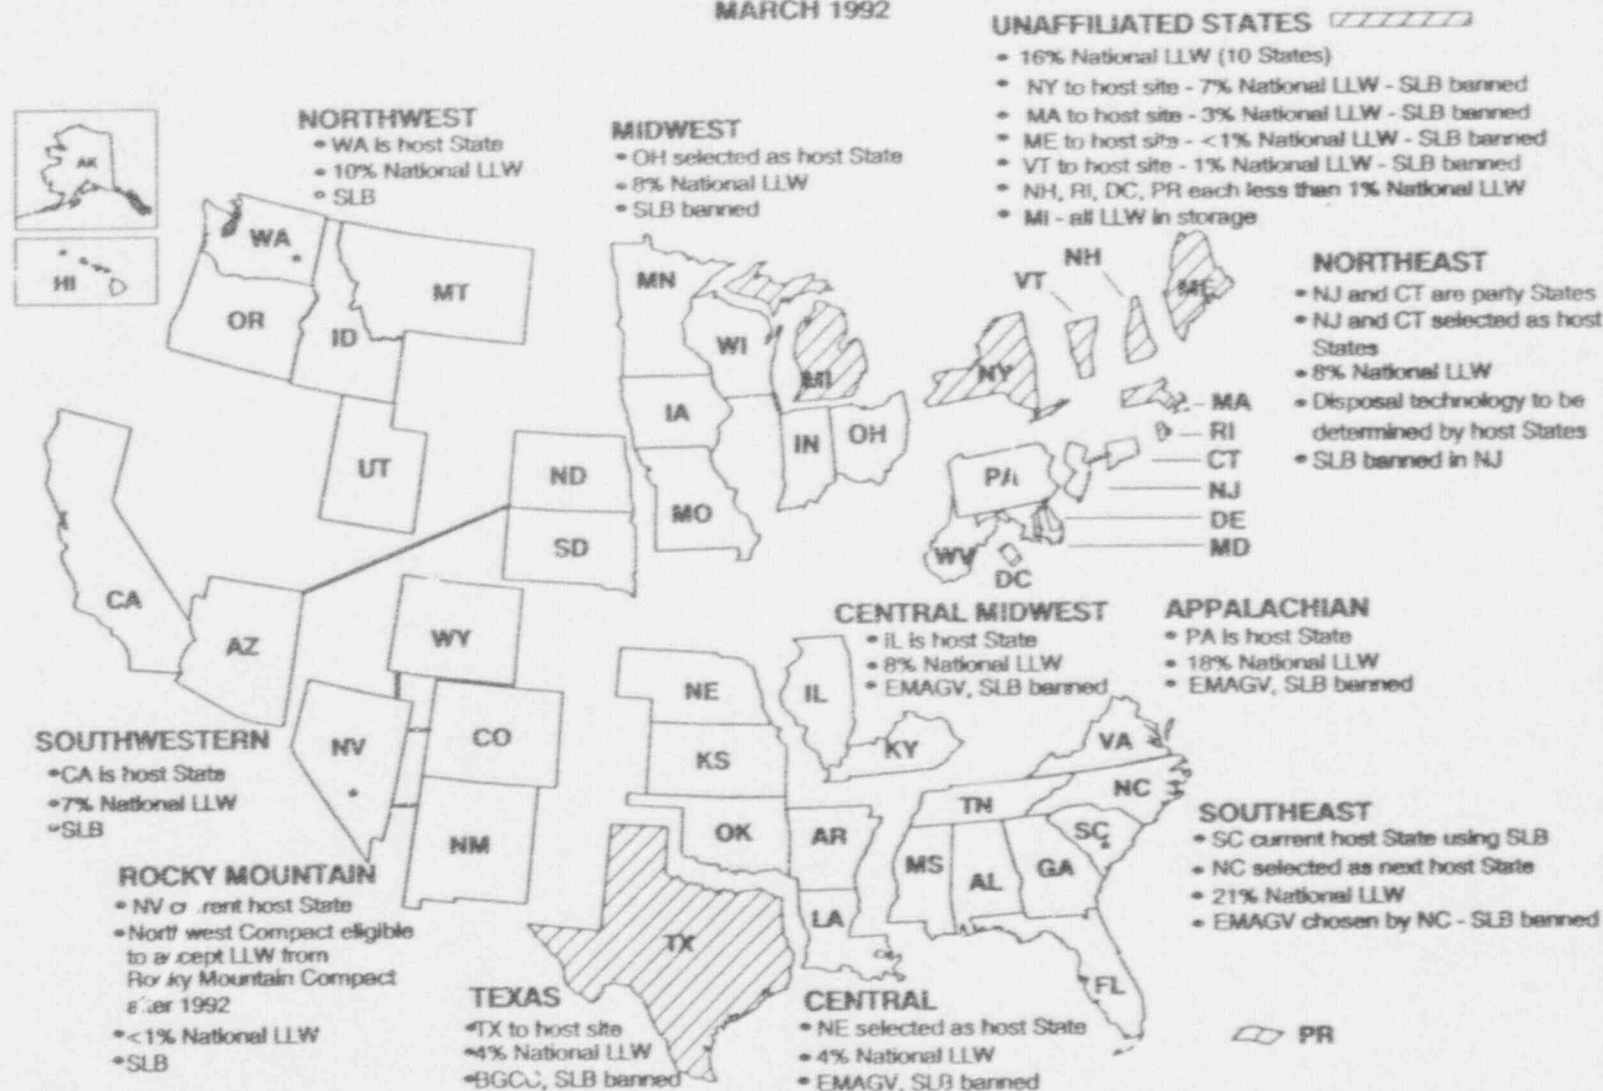 MARCH 1992
UNAFFILIATED STATES
• 16% National LLW (10 States)
• NY to host site - 7% National LLW - SLB banned
• MA to host site - 3% National LLW - SLB banned
• ME to host site - <1% National LLW - SLB banned
• VT to host site - 1% National LLW - SLB banned
• NH, RI, DC, PR each less than 1% National LLW
• MI - all LLW in storage
NORTHWEST
• WA is host State
• 10% National LLW
• SLB
MIDWEST
• OH selected as host State
• 8% National LLW
• SLB banned
NORTHEAST
• NJ and CT are party States
• NJ and CT selected as host
States
• 8% National LLW
• Disposal technology to be
determined by host States
• SLB banned in NJ
AK
HI
WA
OR
ID
MT
UT
ND
SD
CA
AZ
MN
WI
MI
IA
IN
OH
MO
VT
NH
ME
NY
MA
RI
CT
NJ
DE
MD
PA
WV
DC
CENTRAL MIDWEST
• IL is host State
• 8% National LLW
• EMAGV, SLB banned
APPALACHIAN
• PA is host State
• 18% National LLW
• EMAGV, SLB banned
WY
NV
CO
NM
NE
KS
OK
AR
LA
TX
IL
KY
VA
NC
TN
SC
MS
AL
GA
FL
PR
SOUTHWESTERN
• CA is host State
• 7% National LLW
• SLB
ROCKY MOUNTAIN
• NV host State
• west Compact eligible
to LLW from
Mountain Compact
1992
• <1% National LLW
• SLB
TEXAS
• TX to host site
• 4% National LLW
• SLB banned
CENTRAL
• NE selected as host State
• 4% National LLW
• EMAGV, SLB banned
SOUTHEAST
• SC current host State using SLB
• NC selected as next host State
• 21% National LLW
• EMAGV chosen by NC - SLB banned